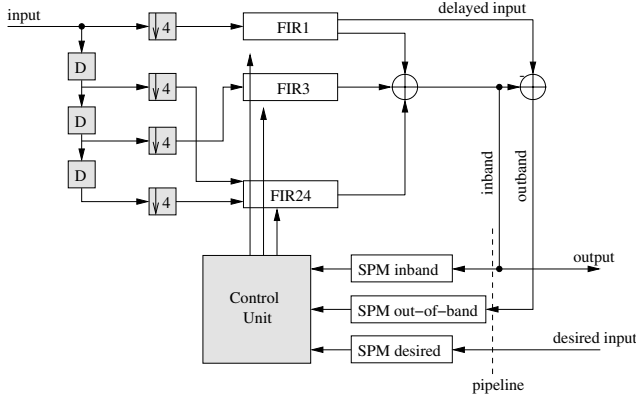 input
4
FIR1
delayed input
D
4
FIR3
-
D
4
D
4
FIR24
inband
outband
Control
Unit
SPM inband
output
SPM out-of-band
SPM desired
desired input
pipeline